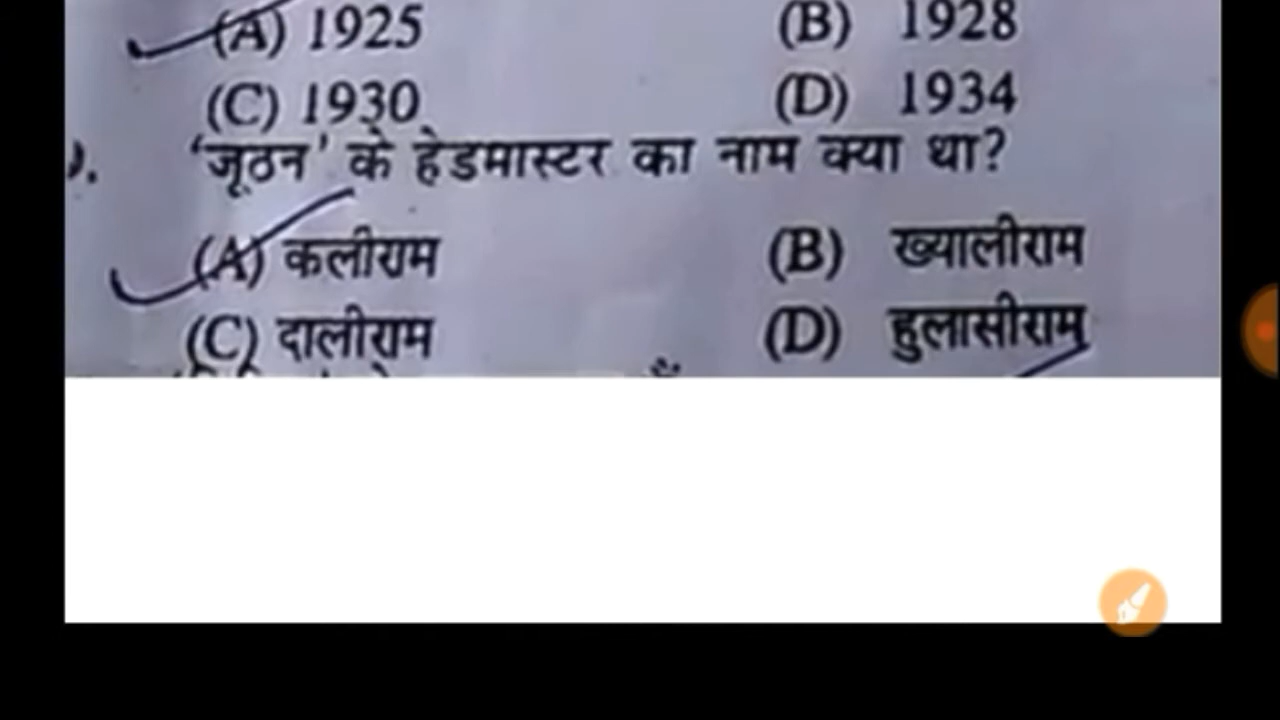 (A) 1925 (B) 1928
(C) 1930 (D) 1934
'जूठन' के हेडमास्टर का नाम क्या था?
(A) कलीराम (B) ख्यालीराम
(C) दालीराम (D) हुलासीराम